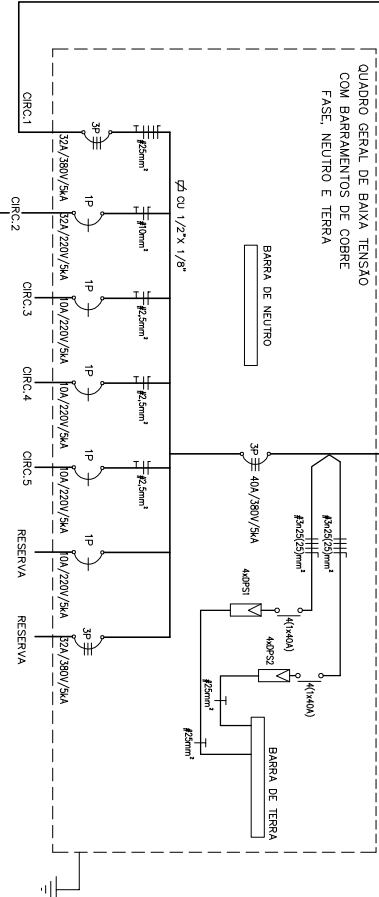 QUADRO GERAL DE BAIXA TENSÃO
COM BARRAMENTOS DE COBRE
FASE, NEUTRO E TERRA
BARRA DE NEUTRO
CU 1/2"X 1/8"
3P
40A/380V/5kA
#3n25(25)mm²
#3n25(25)mm²
4(1x40A)
4(1x40A)
4xDPS1
4xDPS2
#25mm²
#25mm²
BARRA DE TERRA
CIRC.1
3P
32A/380V/5kA
#25mm²
CIRC.2
1P
32A/220V/5kA
#10mm²
CIRC.3
1P
10A/220V/5kA
#2,5mm²
CIRC.4
1P
10A/220V/5kA
#2,5mm²
CIRC.5
1P
10A/220V/5kA
#2,5mm²
RESERVA
1P
10A/220V/5kA
RESERVA
3P
32A/380V/5kA